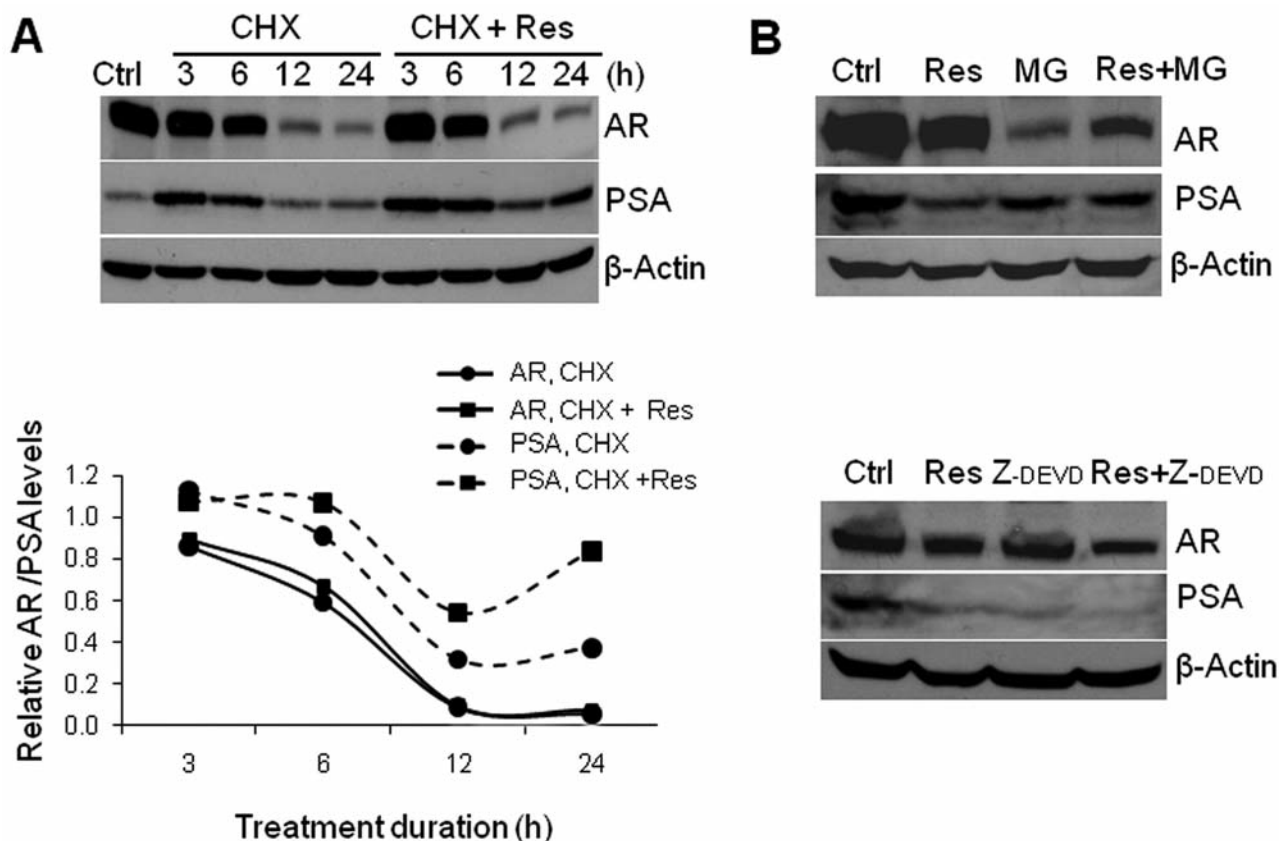 A
CHX CHX + Res
Ctrl 3 6 12 24 3 6 12 24 (h)
AR
PSA
β-Actin
AR, CHX
AR, CHX + Res
PSA, CHX
PSA, CHX +Res
Relative AR /PSA levels
1.2
1.0
0.8
0.6
0.4
0.2
0.0
3 6 12 24
Treatment duration (h)
B
Ctrl Res MG Res+MG
AR
PSA
β-Actin
Ctrl Res Z-DEVD Res+Z-DEVD
AR
PSA
β-Actin